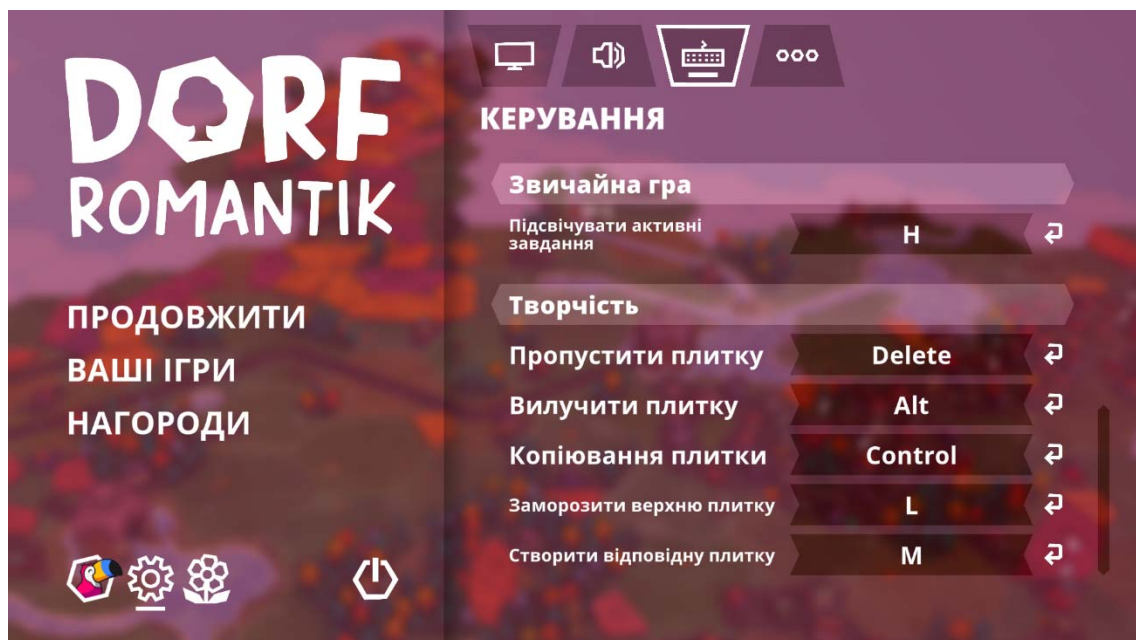 DORF
ROMANTIK
ПРОДОВЖИТИ
ВАШІ ІГРИ
НАГОРОДИ
КЕРУВАННЯ
Звичайна гра
Підсвічувати активні
завдання
H
Творчість
Пропустити плитку
Delete
Вилучити плитку
Alt
Копіювання плитки
Control
Заморозити верхню плитку
L
Створити відповідну плитку
M